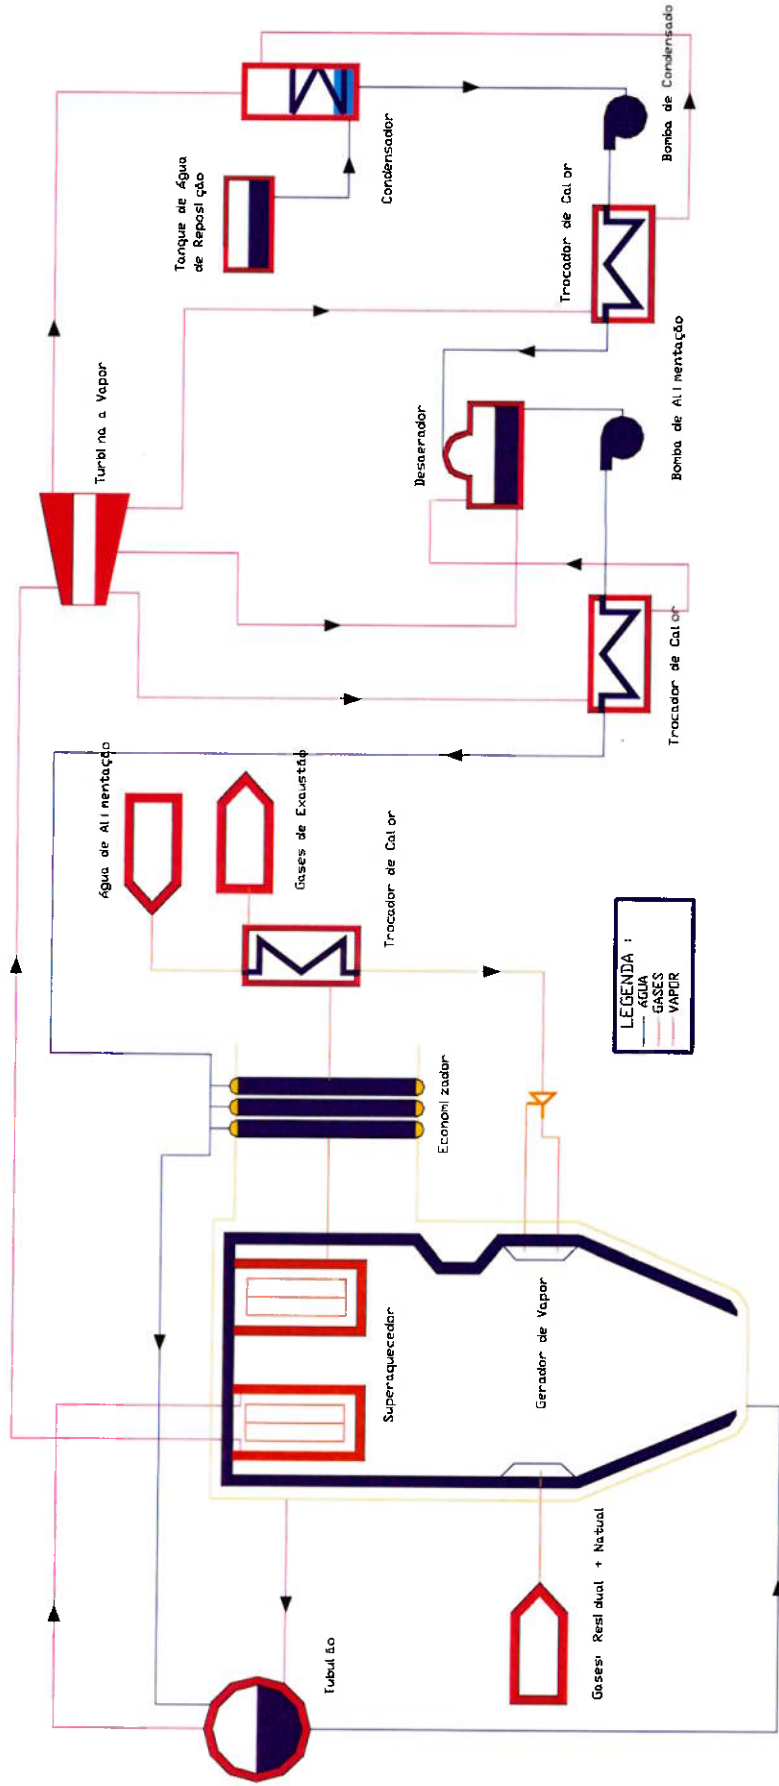 Tubulão
Gases: Residual + Natual
Superaquecedor
Gerador de Vapor
Economizador
Trocador de Calor
Água de Alimentação
Gases de Exaustão
LEGENDA :
ÁGUA
GASES
VAPOR
Turbina a Vapor
Trocador de Calor
Desaerador
Bomba de Alimentação
Tanque de Água
de Reposição
Condensador
Trocador de Calor
Bomba de Condensado